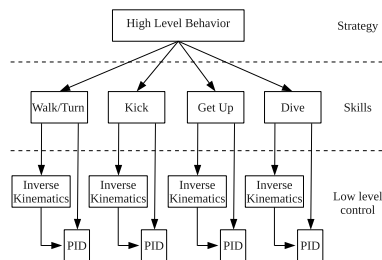 High Level Behavior
Strategy
Walk/Turn
Kick
Get Up
Dive
Skills
Inverse
Kinematics
Inverse
Kinematics
Inverse
Kinematics
Inverse
Kinematics
Low level
control
PID
PID
PID
PID